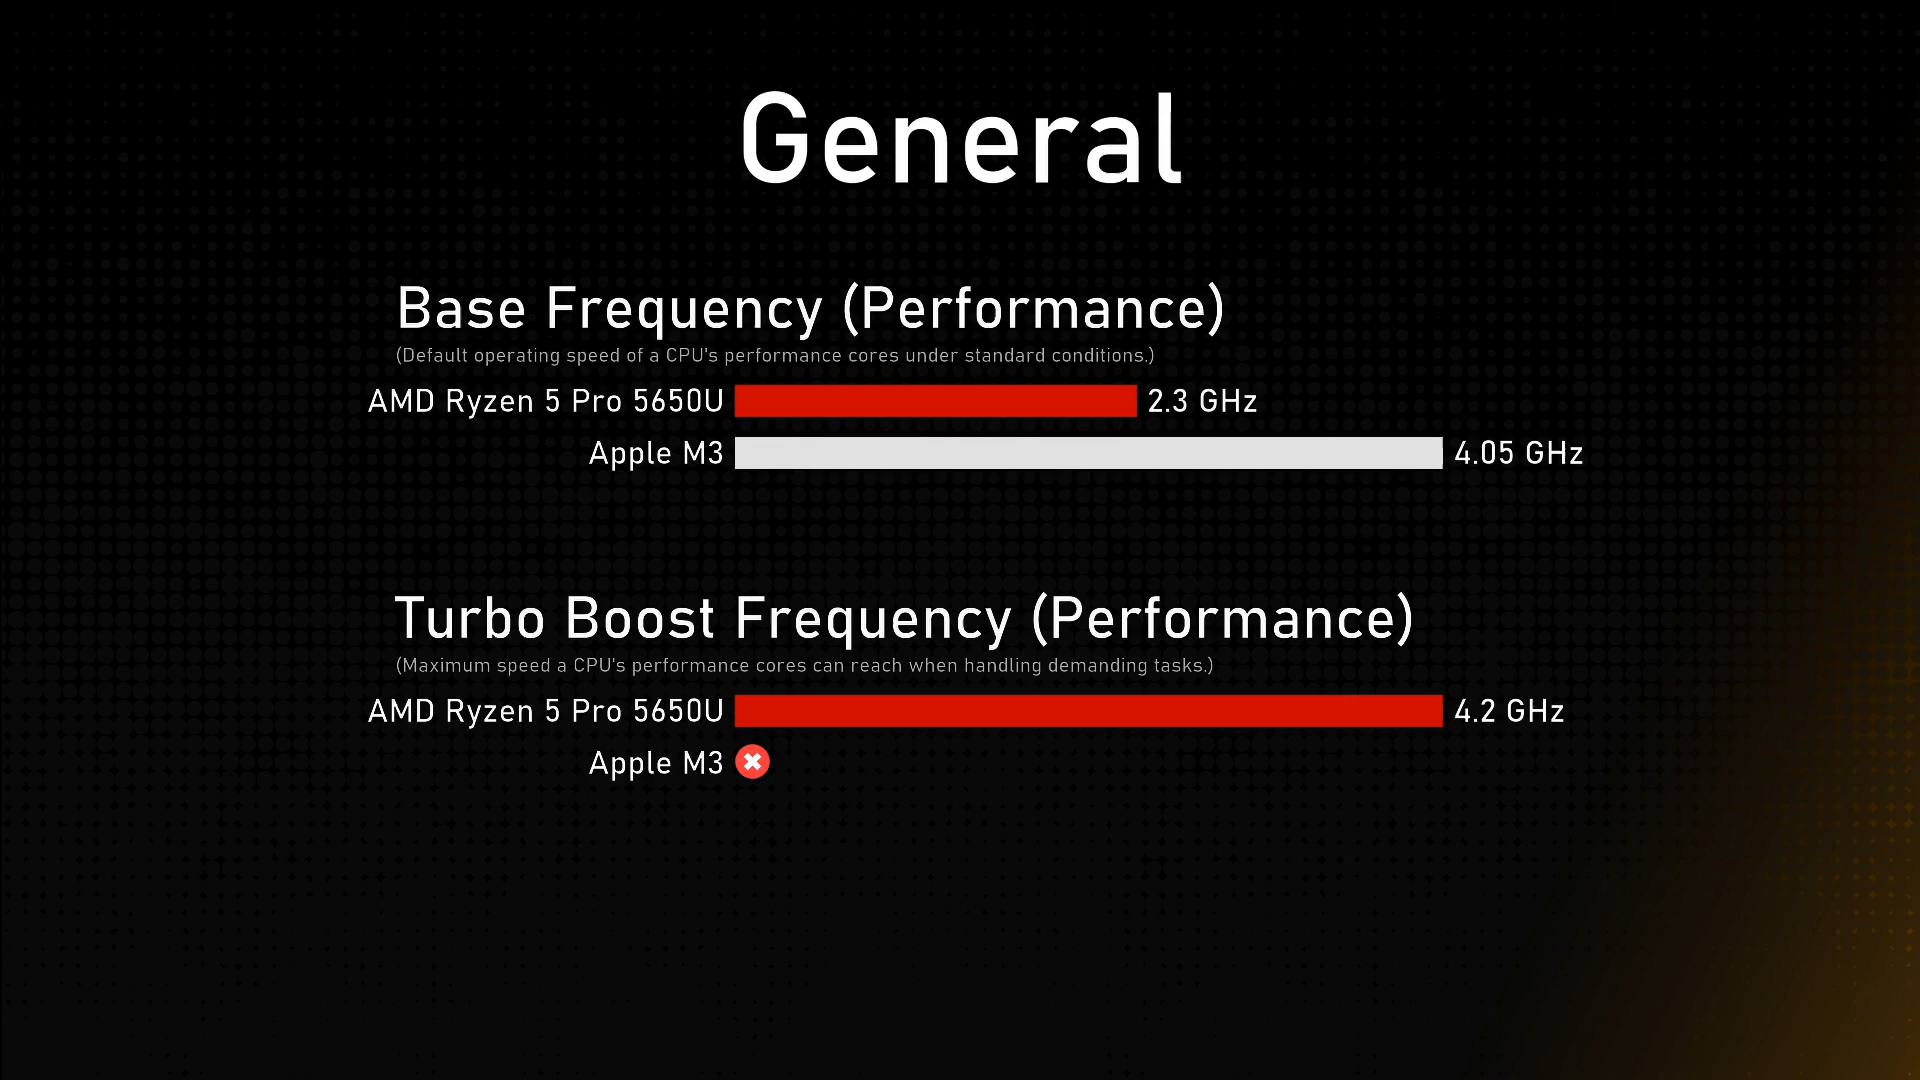 General
Base Frequency (Performance)
(Default operating speed of a CPU's performance cores under standard conditions.)
AMD Ryzen 5 Pro 5650U 2.3 GHz
Apple M3 4.05 GHz
Turbo Boost Frequency (Performance)
(Maximum speed a CPU's performance cores can reach when handling demanding tasks.)
AMD Ryzen 5 Pro 5650U 4.2 GHz
Apple M3